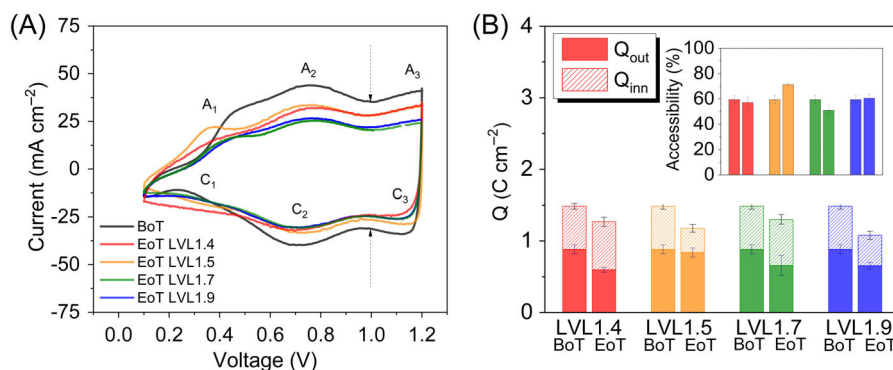 (A)
75
50
25
0
-25
-50
-75
Current (mA cm⁻²)
0.0 0.2 0.4 0.6 0.8 1.0 1.2
Voltage (V)
A₁
A₂
A₃
C₁
C₂
C₃
BoT
EoT LVL1.4
EoT LVL1.5
EoT LVL1.7
EoT LVL1.9
(B)
4
3
2
1
0
Q (C cm⁻²)
Qout
Qinn
100
80
60
40
20
0
Accessibility (%)
LVL1.4 LVL1.5 LVL1.7 LVL1.9
BoT EoT BoT EoT BoT EoT BoT EoT